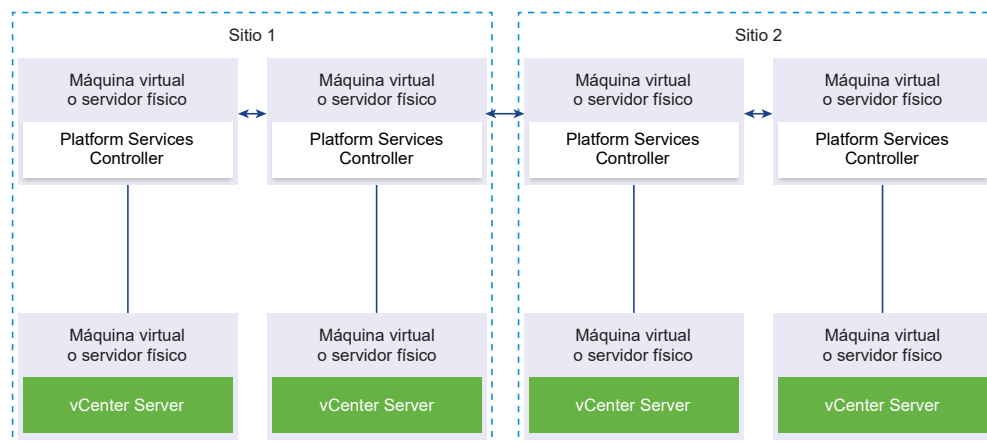 Sitio 1
Sitio 2
Máquina virtual
o servidor físico
Platform Services
Controller
Máquina virtual
o servidor físico
Platform Services
Controller
Máquina virtual
o servidor físico
Platform Services
Controller
Máquina virtual
o servidor físico
Platform Services
Controller
Máquina virtual
o servidor físico
vCenter Server
Máquina virtual
o servidor físico
vCenter Server
Máquina virtual
o servidor físico
vCenter Server
Máquina virtual
o servidor físico
vCenter Server